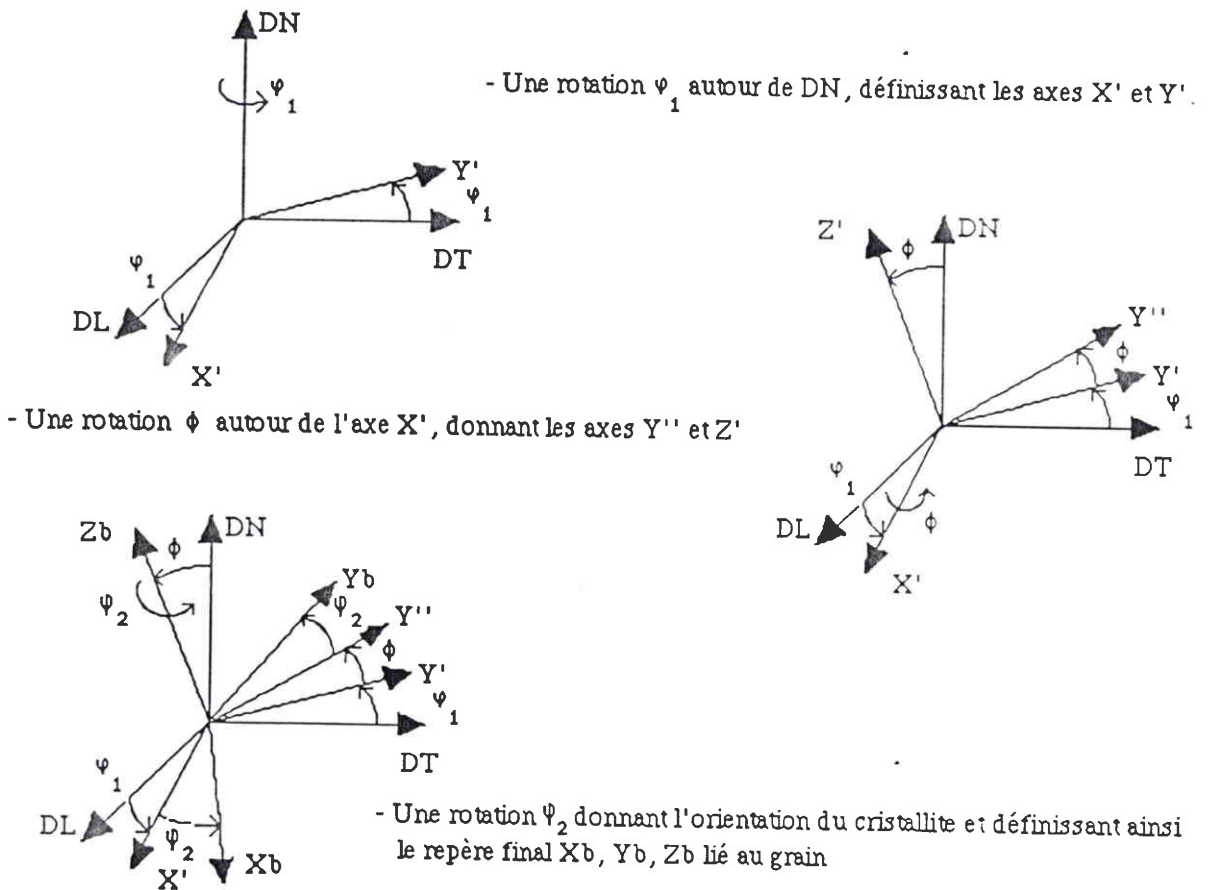 DN
φ1
- Une rotation φ1 autour de DN, définissant les axes X' et Y'.
Y'
φ1
DT
φ1
DL
X'
Z'
φ
DN
Y''
φ
Y'
φ1
DT
φ1
DL
φ
X'
- Une rotation φ autour de l'axe X', donnant les axes Y'' et Z'
Zb
φ
DN
φ2
Yb
φ2
Y''
φ
Y'
φ1
DT
φ1
DL
φ2
X'
Xb
- Une rotation φ2 donnant l'orientation du cristallite et définissant ainsi
le repère final Xb, Yb, Zb lié au grain